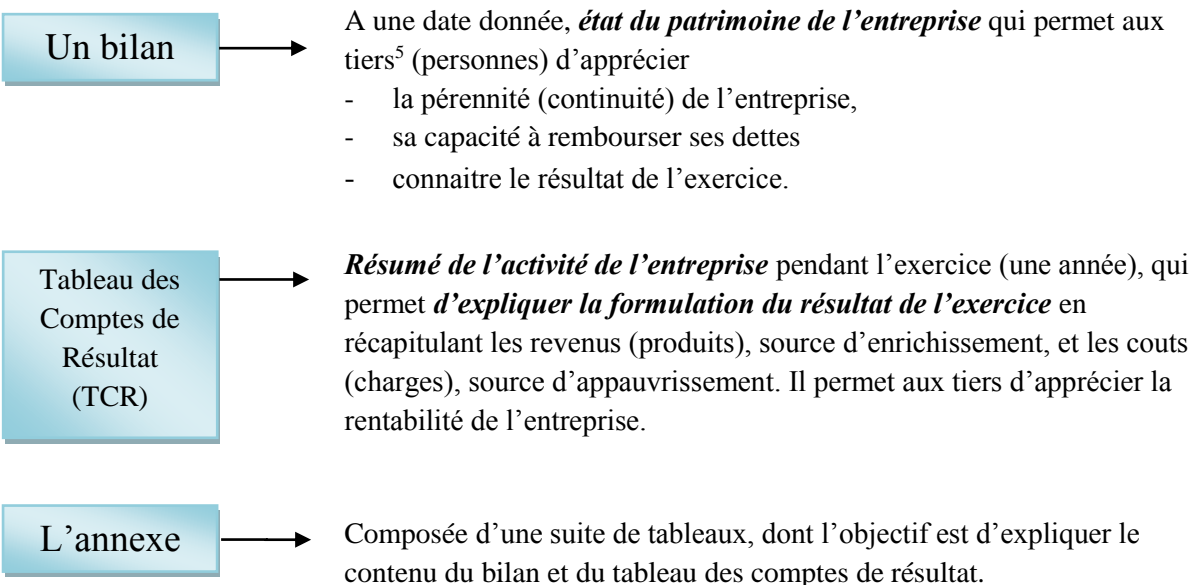 Un bilan
A une date donnée, état du patrimoine de l’entreprise qui permet aux
tiers⁵ (personnes) d’apprécier
- la pérennité (continuité) de l’entreprise,
- sa capacité à rembourser ses dettes
- connaitre le résultat de l’exercice.
Tableau des
Comptes de
Résultat
(TCR)
Résumé de l’activité de l’entreprise pendant l’exercice (une année), qui
permet d’expliquer la formulation du résultat de l’exercice en
récapitulant les revenus (produits), source d’enrichissement, et les couts
(charges), source d’appauvrissement. Il permet aux tiers d’apprécier la
rentabilité de l’entreprise.
L’annexe
Composée d’une suite de tableaux, dont l’objectif est d’expliquer le
contenu du bilan et du tableau des comptes de résultat.